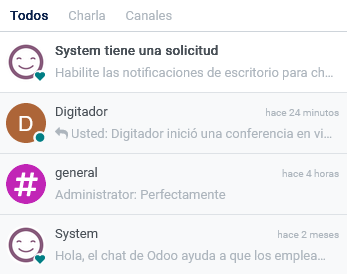 Todos Charla Canales
System tiene una solicitud
Habilite las notificaciones de escritorio para ch...
Digitador hace 24 minutos
D
Usted: Digitador inició una conferencia en vi...
general hace 4 horas
#
Administrator: Perfectamente
System hace 2 meses
Hola, el chat de Odoo ayuda a que los emplea...